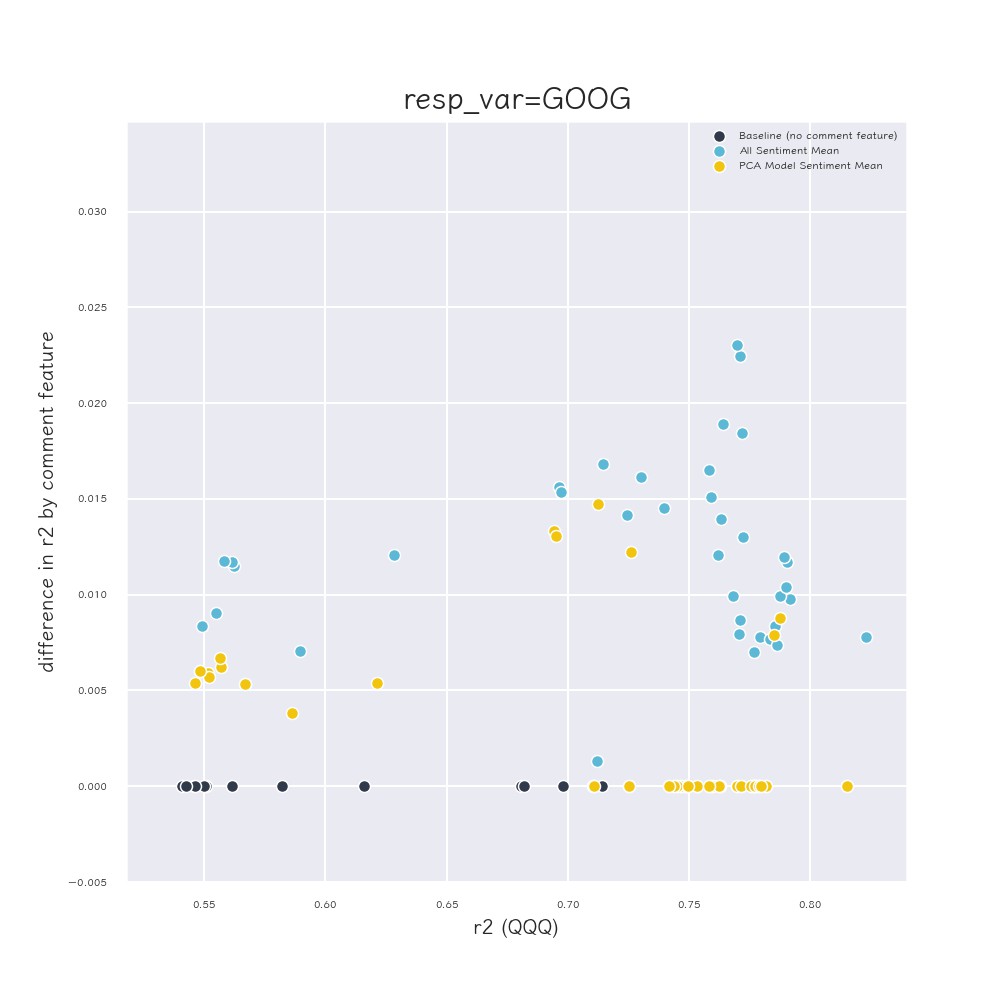 resp_var=GOOG
Baseline (no comment feature)
All Sentiment Mean
PCA Model Sentiment Mean
difference in r2 by comment feature
0.030
0.025
0.020
0.015
0.010
0.005
0.000
−0.005
0.55 0.60 0.65 0.70 0.75 0.80
r2 (QQQ)